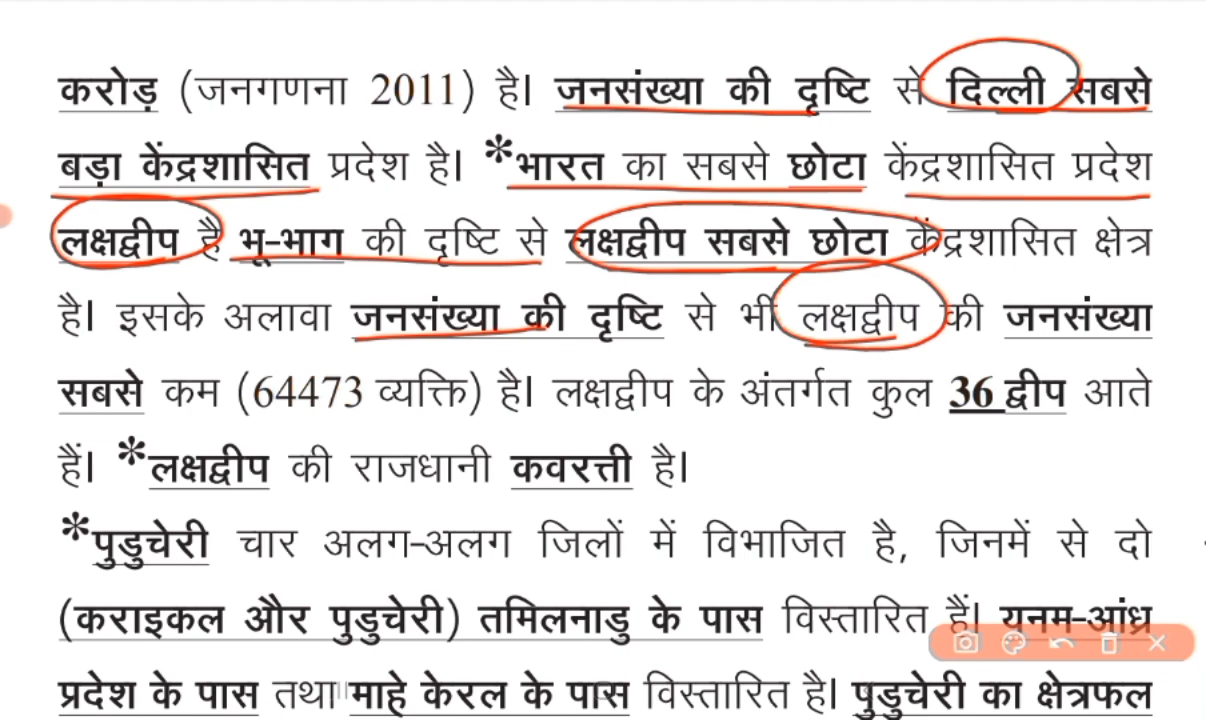 करोड़ (जनगणना 2011) है। जनसंख्या की दृष्टि से दिल्ली सबसे
बड़ा केंद्रशासित प्रदेश है। *भारत का सबसे छोटा केंद्रशासित प्रदेश
लक्षद्वीप है भू-भाग की दृष्टि से लक्षद्वीप सबसे छोटा केंद्रशासित क्षेत्र
है। इसके अलावा जनसंख्या की दृष्टि से भी लक्षद्वीप की जनसंख्या
सबसे कम (64473 व्यक्ति) है। लक्षद्वीप के अंतर्गत कुल 36 द्वीप आते
हैं। *लक्षद्वीप की राजधानी कवरत्ती है।
*पुडुचेरी चार अलग-अलग जिलों में विभाजित है, जिनमें से दो
(कराइकल और पुडुचेरी) तमिलनाडु के पास विस्तारित हैं। यनम-आंध्र
प्रदेश के पास तथा माहे केरल के पास विस्तारित है। पुडुचेरी का क्षेत्रफल